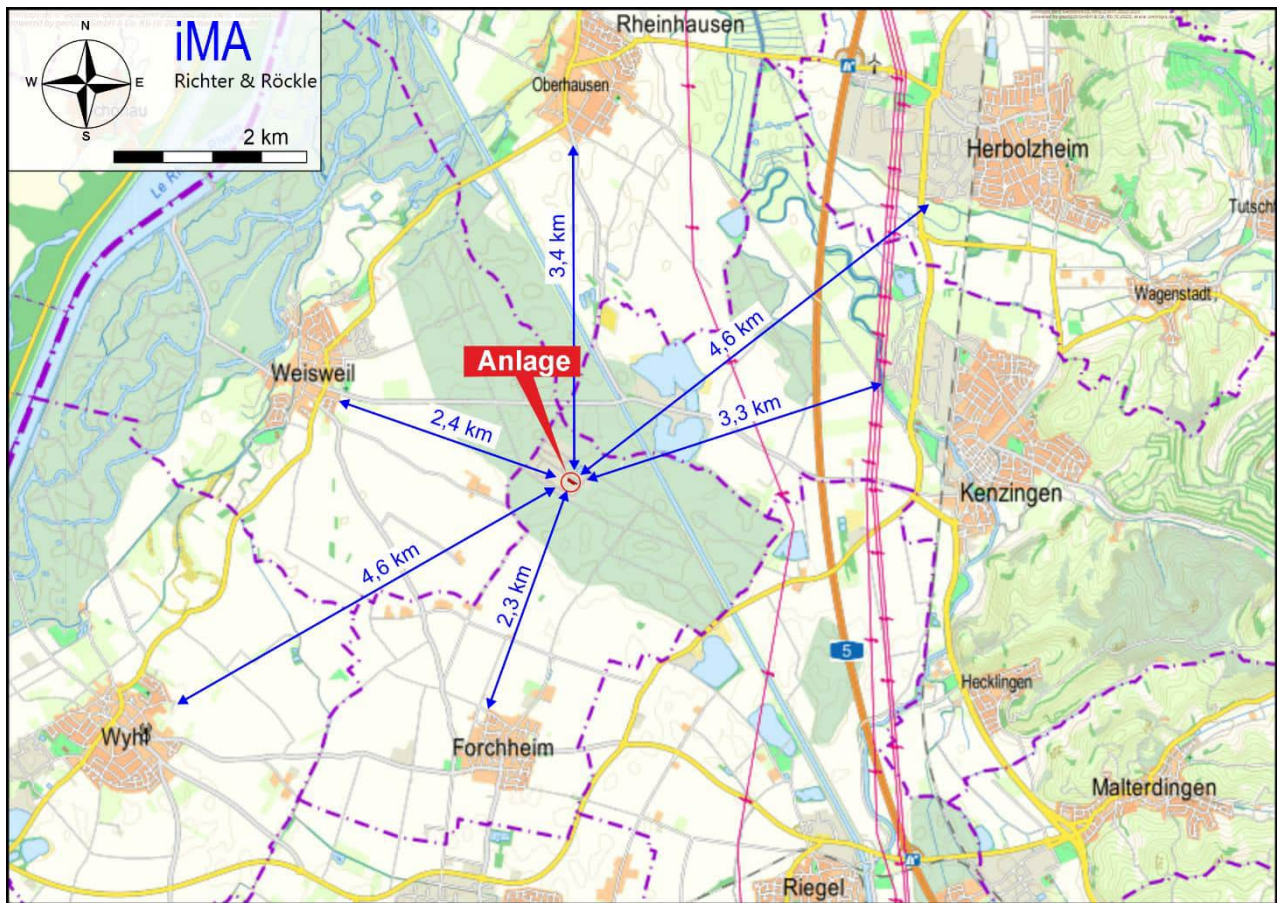 N
W E
S
iMA
Richter & Röckle
2 km
Rheinhausen
Oberhausen
Herbolzheim
Tutschf
Wagenstadt
3,4 km
4,6 km
Anlage
Weisweil
3,3 km
2,4 km
Kenzingen
4,6 km
2,3 km
5
Hecklingen
Wyhl
Forchheim
Malterdingen
Riegel